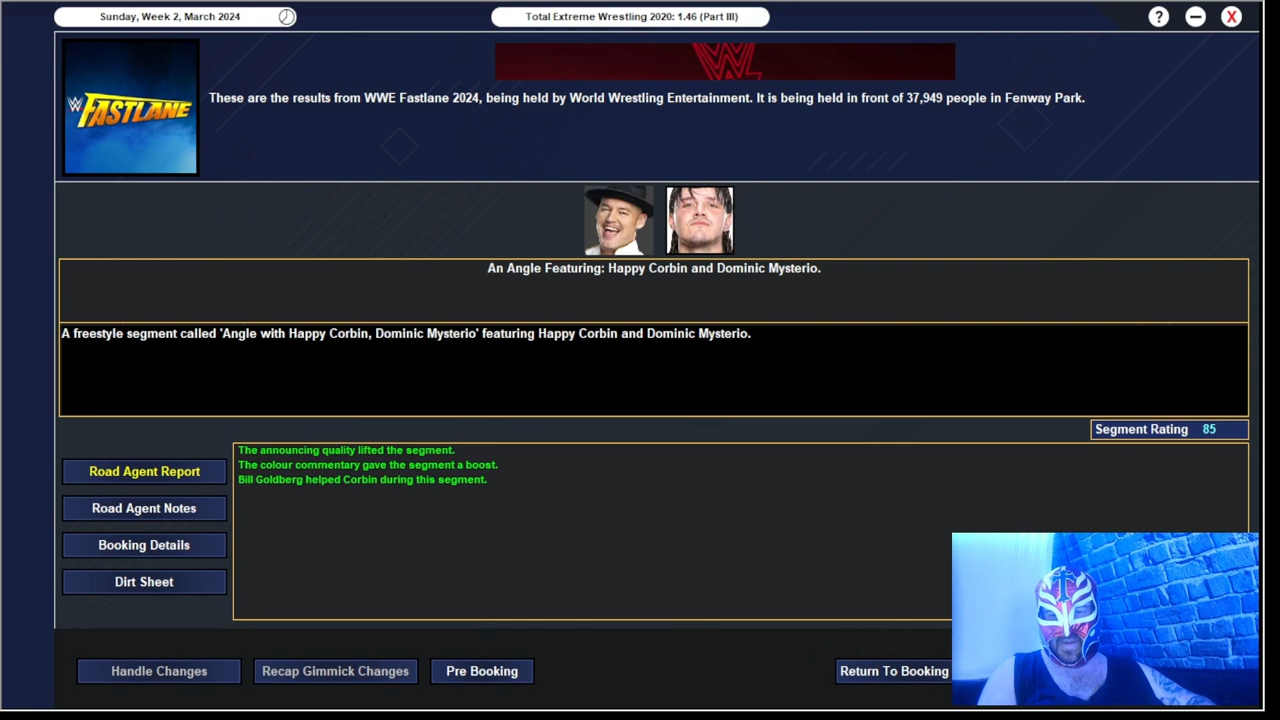 Sunday, Week 2, March 2024
Total Extreme Wrestling 2020: 1.46 (Part III)
?
X
W FASTLANE
These are the results from WWE Fastlane 2024, being held by World Wrestling Entertainment. It is being held in front of 37,949 people in Fenway Park.
An Angle Featuring: Happy Corbin and Dominic Mysterio.
A freestyle segment called 'Angle with Happy Corbin, Dominic Mysterio' featuring Happy Corbin and Dominic Mysterio.
Segment Rating 85
The announcing quality lifted the segment.
The colour commentary gave the segment a boost.
Bill Goldberg helped Corbin during this segment.
Road Agent Report
Road Agent Notes
Booking Details
Dirt Sheet
Handle Changes
Recap Gimmick Changes
Pre Booking
Return To Booking